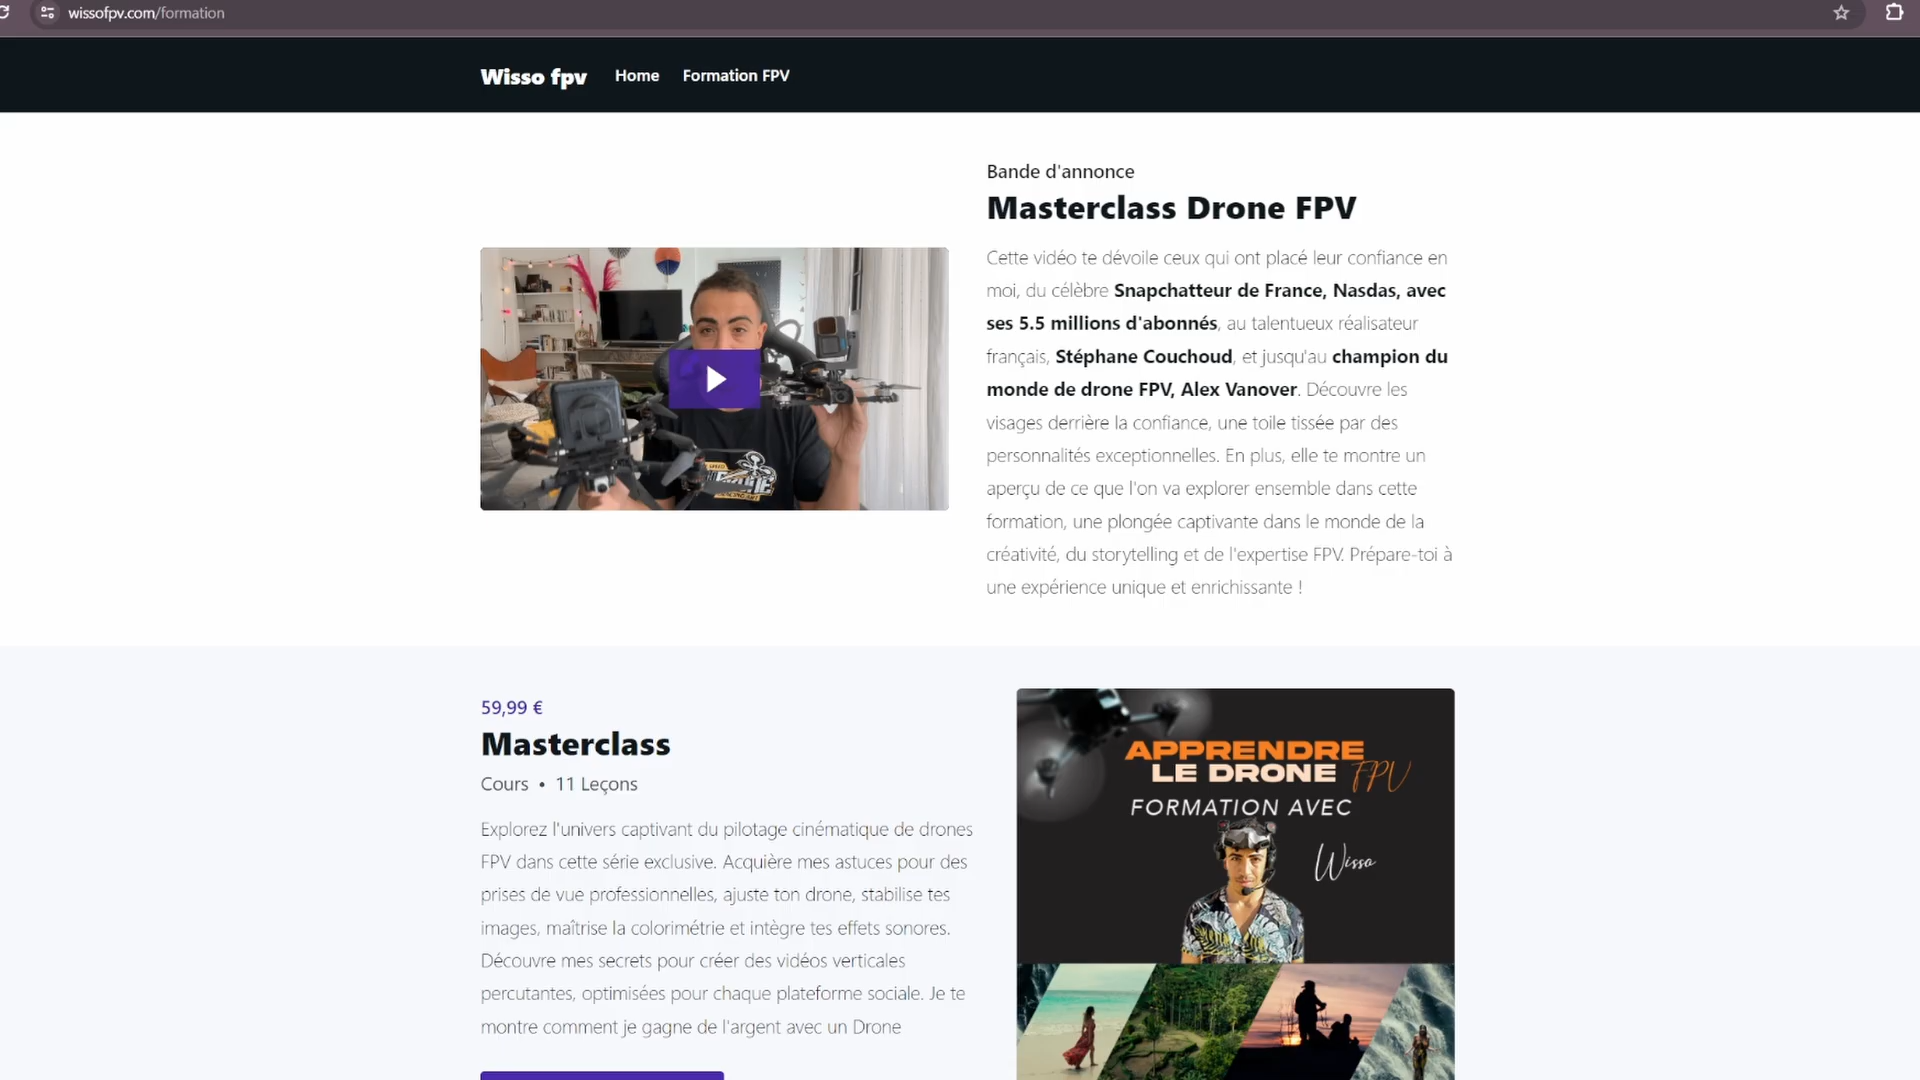 wissofpv.com/formation
Wisso fpv
Home
Formation FPV
Bande d'annonce
Masterclass Drone FPV
Cette vidéo te dévoile ceux qui ont placé leur confiance en
moi, du célèbre Snapchatteur de France, Nasdas, avec
ses 5.5 millions d'abonnés, au talentueux réalisateur
français, Stéphane Couchoud, et jusqu'au champion du
monde de drone FPV, Alex Vanover. Découvre les
visages derrière la confiance, une toile tissée par des
personnalités exceptionnelles. En plus, elle te montre un
aperçu de ce que l'on va explorer ensemble dans cette
formation, une plongée captivante dans le monde de la
créativité, du storytelling et de l'expertise FPV. Prépare-toi à
une expérience unique et enrichissante !
59,99 €
Masterclass
Cours • 11 Leçons
Explorez l'univers captivant du pilotage cinématique de drones
FPV dans cette série exclusive. Acquière mes astuces pour des
prises de vue professionnelles, ajuste ton drone, stabilise tes
images, maîtrise la colorimétrie et intègre tes effets sonores.
Découvre mes secrets pour créer des vidéos verticales
percutantes, optimisées pour chaque plateforme sociale. Je te
montre comment je gagne de l'argent avec un Drone
APPRENDRE
LE DRONE FPV
FORMATION AVEC
Wisso